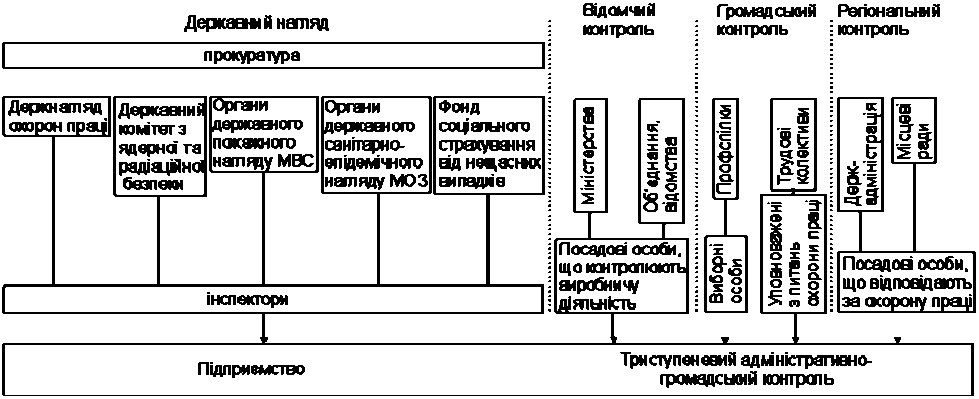 Державний нагляд
прокуратура
Держнагляд
охорон праці
Державний
комітет з
ядерної та
радіаційної
безпеки
Органи
державного
пожежного
нагляду МВС
Органи
державного
санітарно-
епідемічного
нагляду МОЗ
Фонд
соціального
страхування
від нещасних
випадків
інспектори
Відомчий
контроль
Міністерства
Об'єднання,
відомства
Посадові особи,
що контролюють
виробничу
діяльність
Громадський
контроль
Профспілки
Трудові
колективи
Виборні
особи
Уповноважені
з питань
охорони праці
Регіональний
контроль
Держ-
адміністрація
Місцеві
ради
Посадові особи,
що відповідають
за охорону праці
Підприємство
Триступеневий адміністративно-
громадський контроль